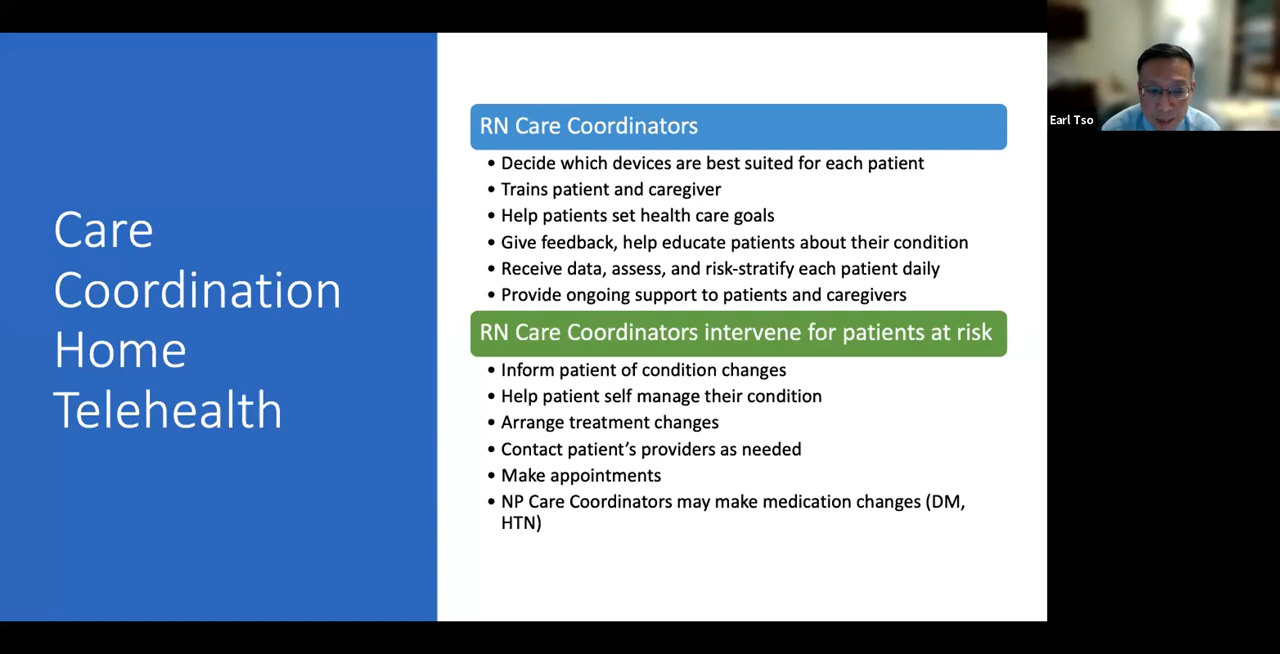 Care
Coordination
Home
Telehealth
RN Care Coordinators
• Decide which devices are best suited for each patient
• Trains patient and caregiver
• Help patients set health care goals
• Give feedback, help educate patients about their condition
• Receive data, assess, and risk-stratify each patient daily
• Provide ongoing support to patients and caregivers
RN Care Coordinators intervene for patients at risk
• Inform patient of condition changes
• Help patient self manage their condition
• Arrange treatment changes
• Contact patient’s providers as needed
• Make appointments
• NP Care Coordinators may make medication changes (DM,
HTN)
Earl Tso